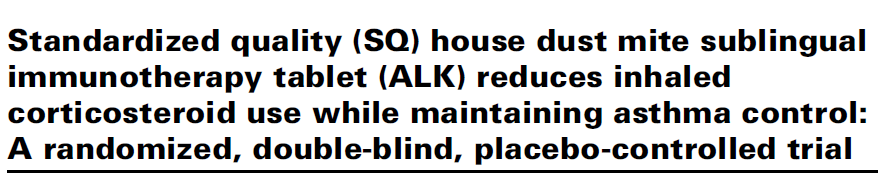 Standardized quality (SQ) house dust mite sublingual
immunotherapy tablet (ALK) reduces inhaled
corticosteroid use while maintaining asthma control:
A randomized, double-blind, placebo-controlled trial